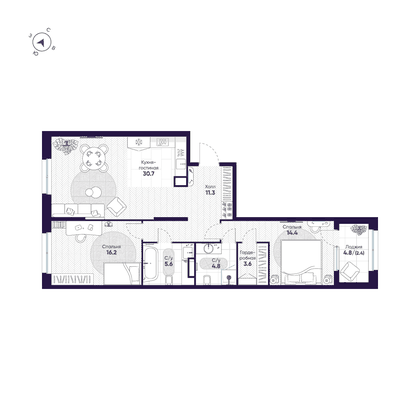 Кухня-
гостиная
30.7
Холл
11.3
Спальня
16.2
С/у
5.6
С/у
4.8
Гарде-
робная
3.6
Спальня
14.4
Лоджия
4.8/2.4